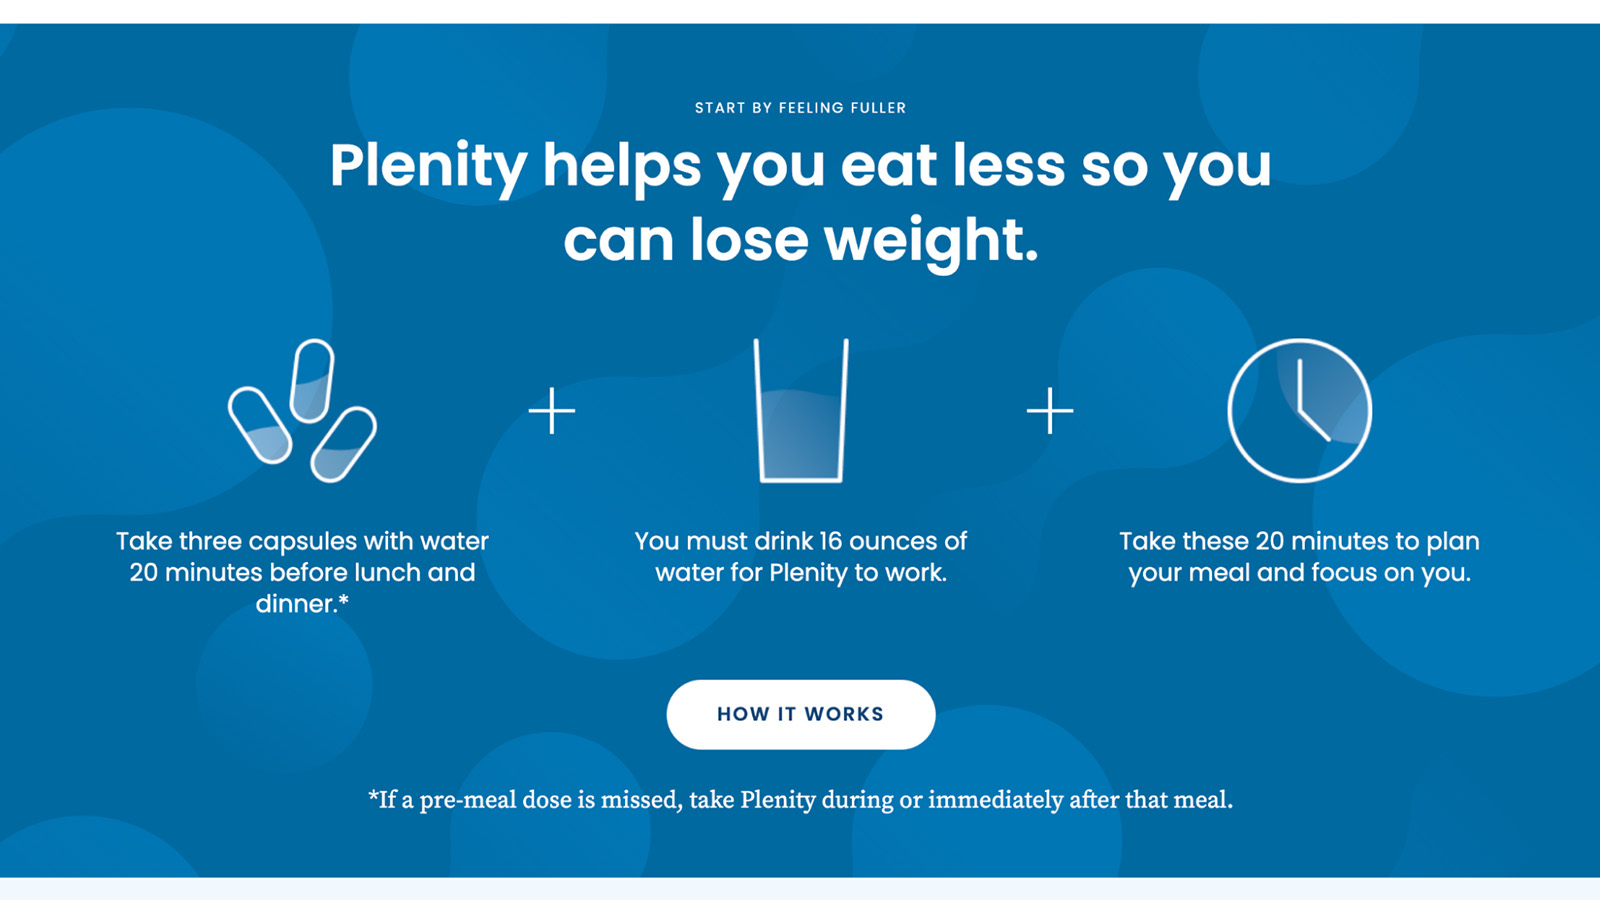 START BY FEELING FULLER
Plenity helps you eat less so you
can lose weight.
Take three capsules with water
20 minutes before lunch and
dinner.*
You must drink 16 ounces of
water for Plenity to work.
Take these 20 minutes to plan
your meal and focus on you.
HOW IT WORKS
*If a pre-meal dose is missed, take Plenity during or immediately after that meal.